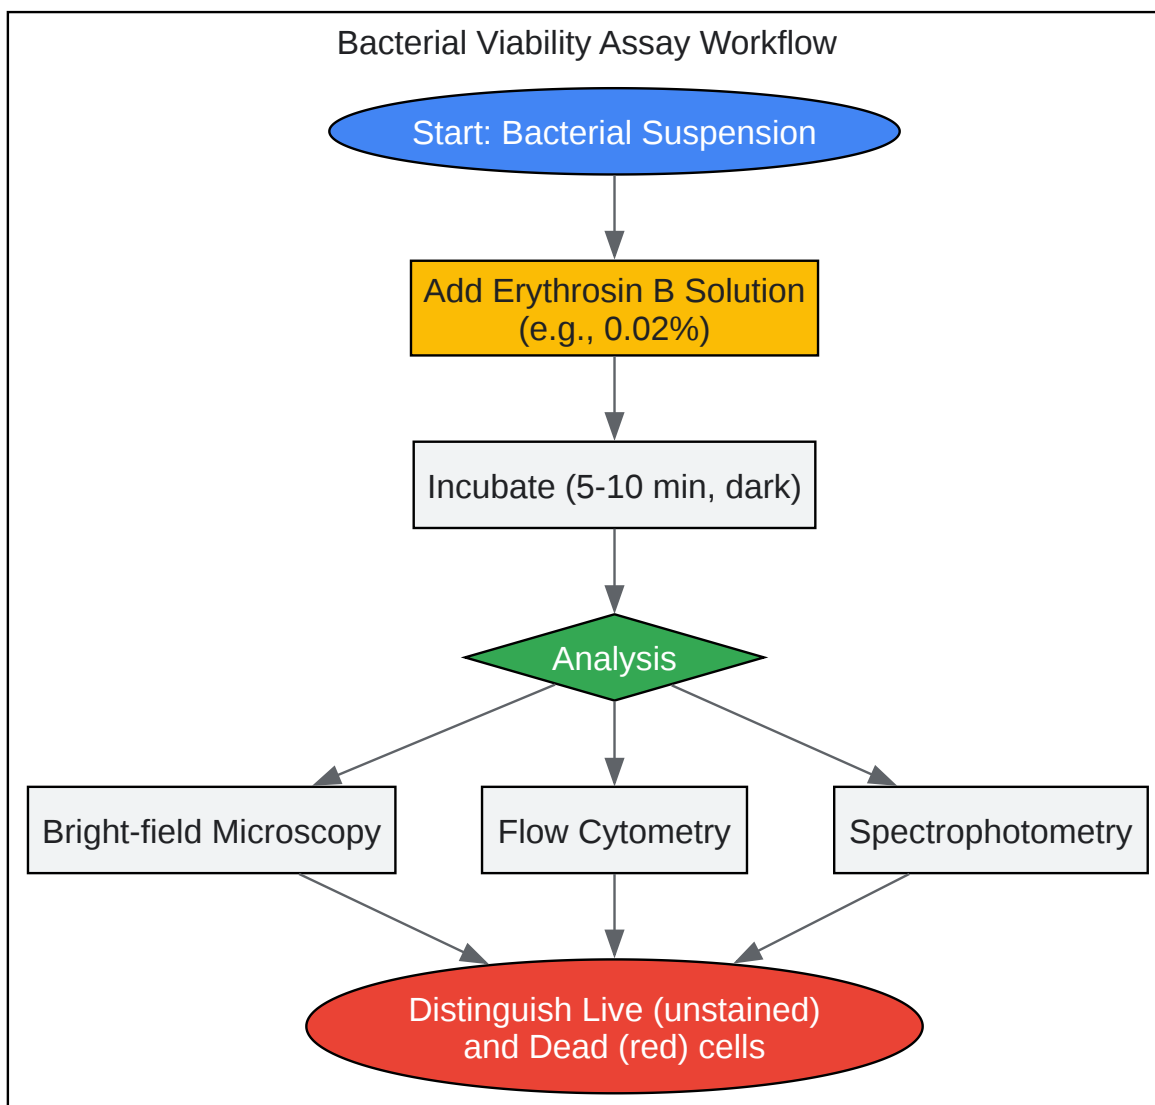 Bacterial Viability Assay Workflow
Start: Bacterial Suspension
Add Erythrosin B Solution
(e.g., 0.02%)
Incubate (5-10 min, dark)
Analysis
Bright-field Microscopy
Flow Cytometry
Spectrophotometry
Distinguish Live (unstained)
and Dead (red) cells